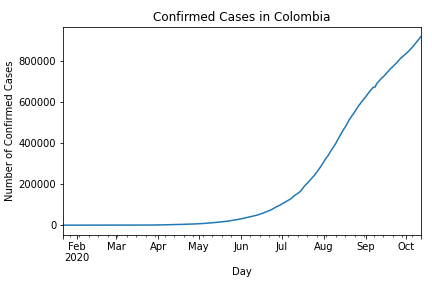 Confirmed Cases in Colombia
Number of Confirmed Cases
800000
600000
400000
200000
0
Feb Mar Apr May Jun Jul Aug Sep Oct
2020
Day